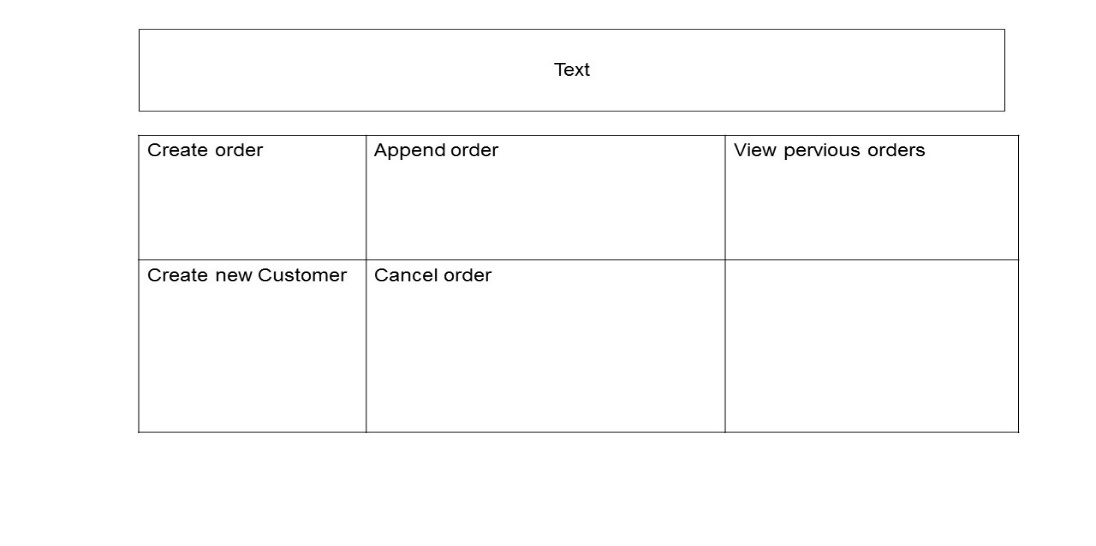 Text
Create order
Append order
View pervious orders
Create new Customer
Cancel order